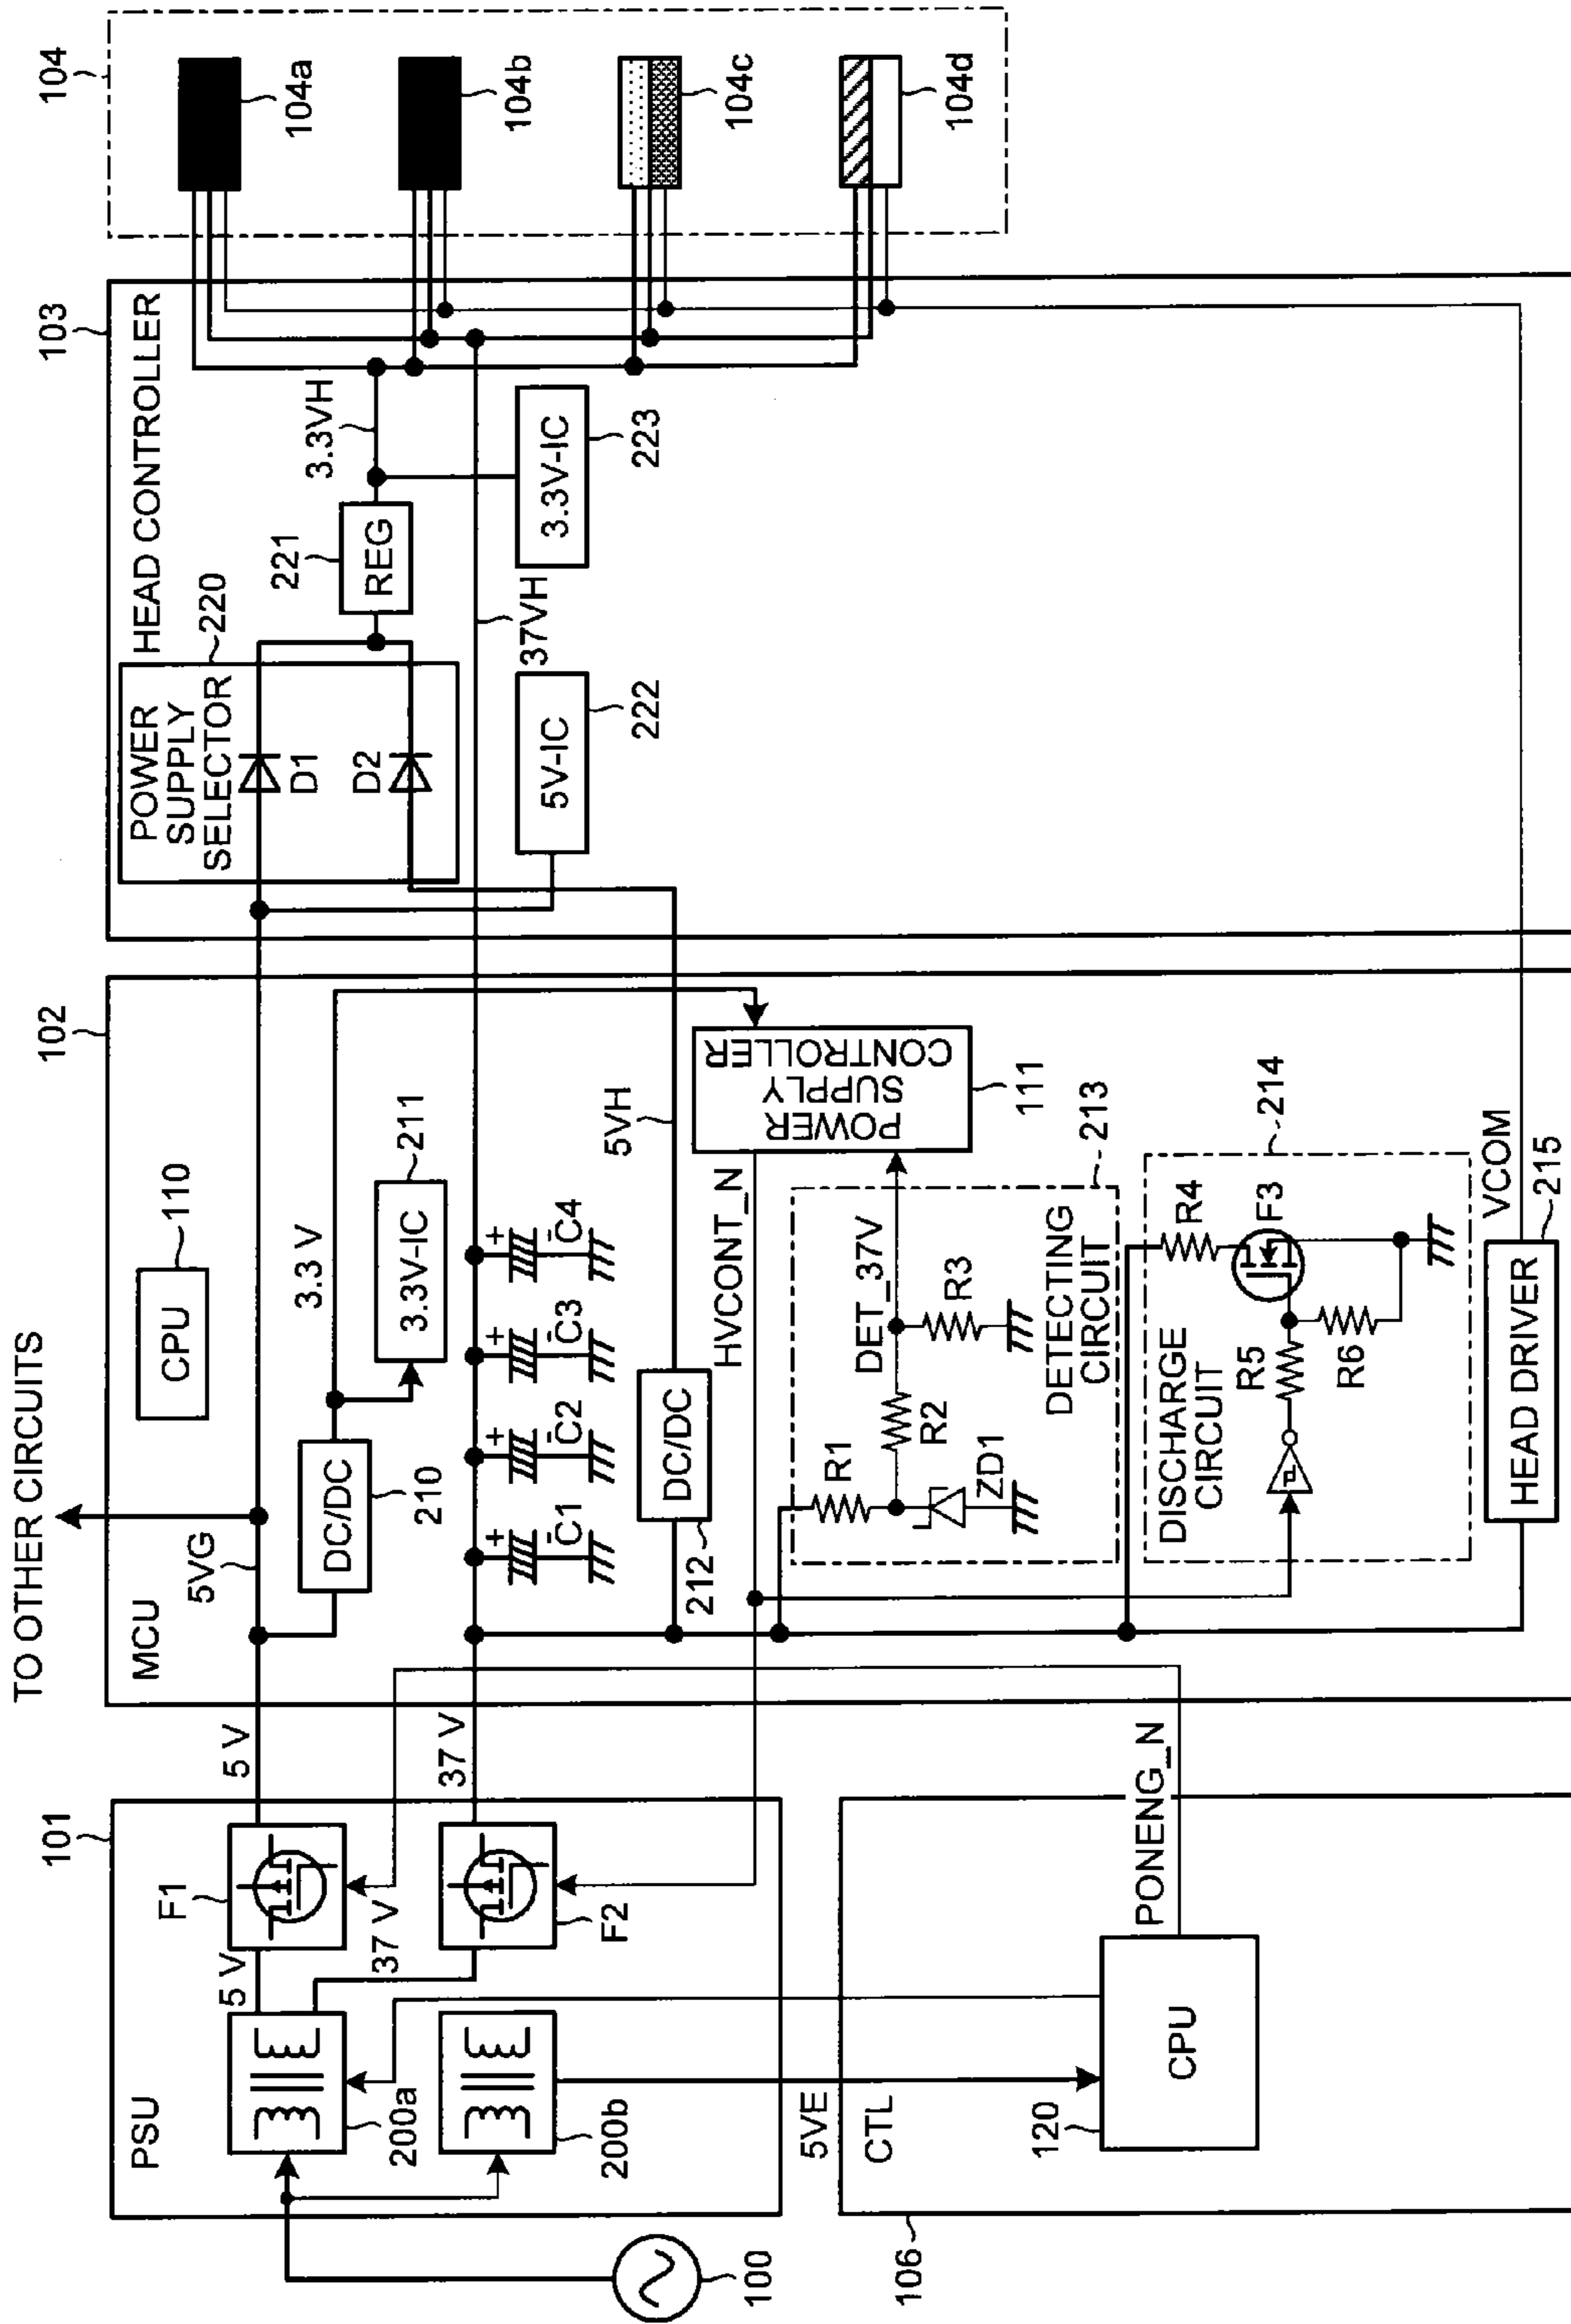 TO OTHER CIRCUITS
100
101
PSU
200a
200b
5 V
37 V
F1
F2
5 V
37 V
5VE
CTL
106
120
CPU
PONENG_N
102
MCU
5VG
CPU
110
DC/DC
210
3.3 V
3.3V-IC
211
+
-
C1
+
-
C2
+
-
C3
+
-
C4
DC/DC
212
5VH
HVCONT_N
POWER
SUPPLY
CONTROLLER
111
R1
R2
ZD1
DET_37V
R3
DETECTING
CIRCUIT
213
DISCHARGE
CIRCUIT
R5
R6
R4
F3
214
HEAD DRIVER
215
VCOM
103
HEAD CONTROLLER
220
POWER
SUPPLY
SELECTOR
D1
D2
221
REG
3.3VH
5V-IC
222
37VH
3.3V-IC
223
104
104a
104b
104c
104d